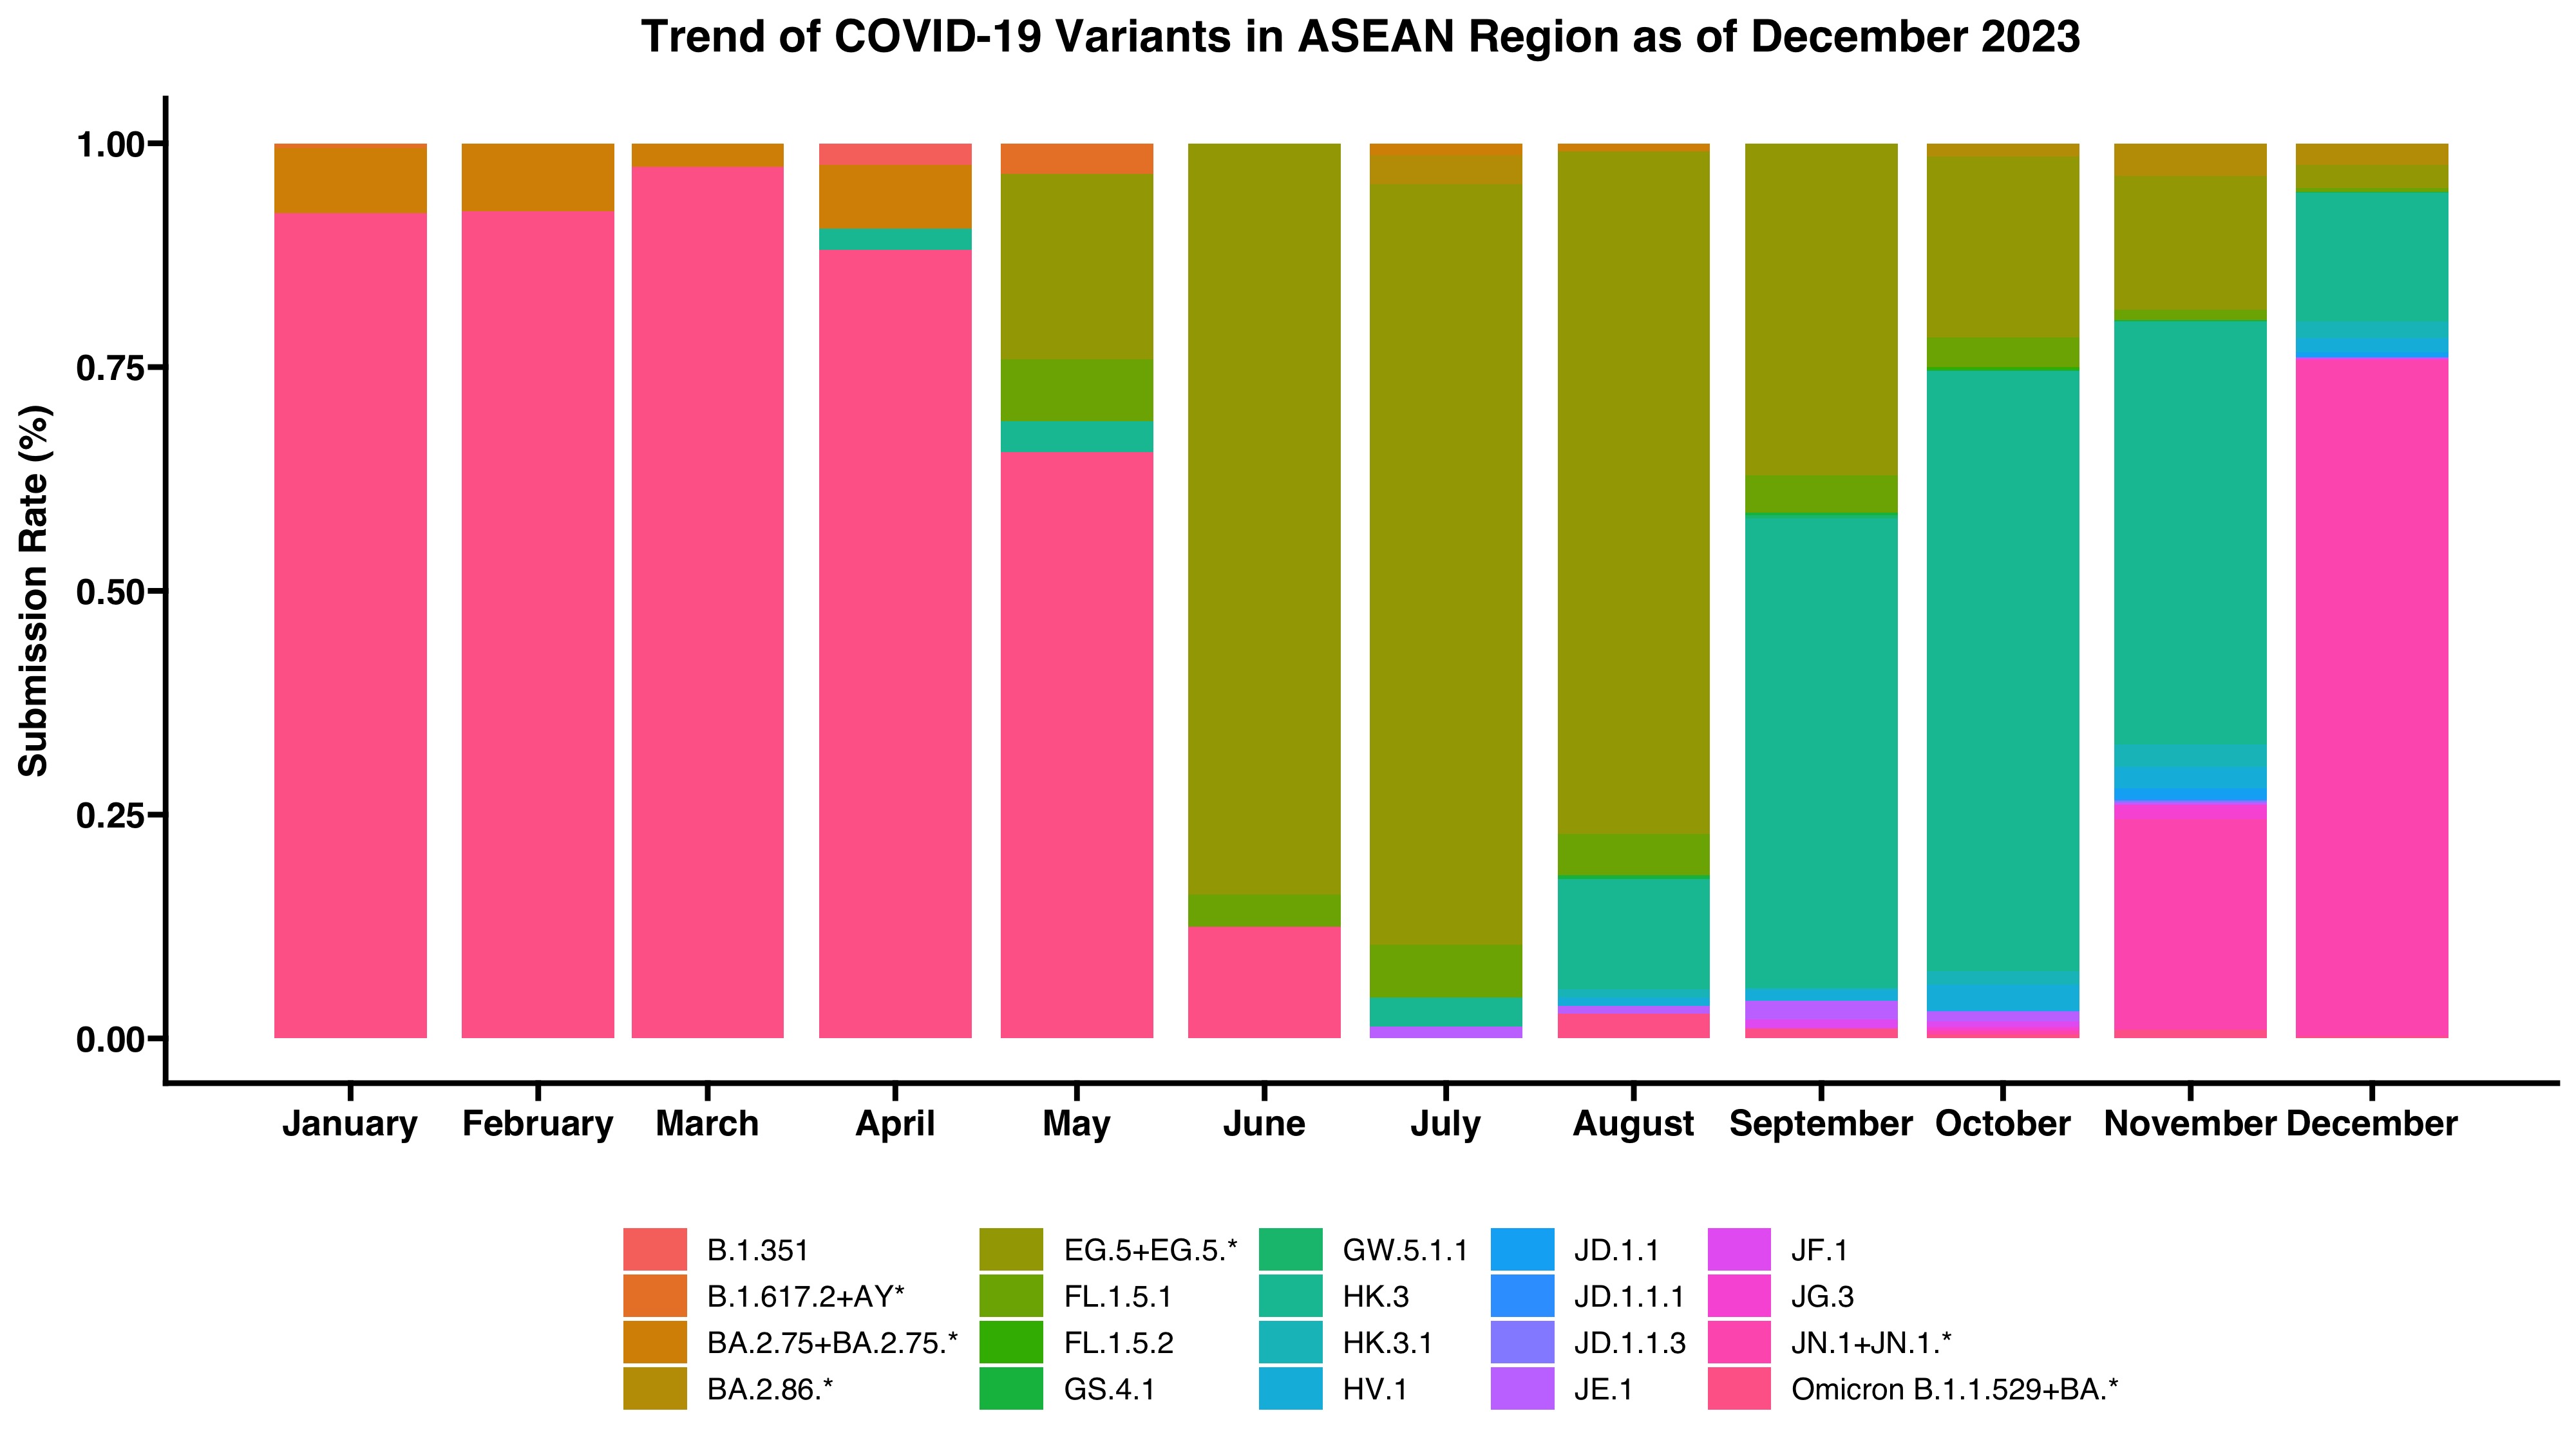 Trend of COVID-19 Variants in ASEAN Region as of December 2023
Submission Rate (%)
1.00
0.75
0.50
0.25
0.00
January February March April May June July August September October November December
B.1.351 EG.5+EG.5.* GW.5.1.1 JD.1.1 JF.1
B.1.617.2+AY* FL.1.5.1 HK.3 JD.1.1.1 JG.3
BA.2.75+BA.2.75.* FL.1.5.2 HK.3.1 JD.1.1.3 JN.1+JN.1.*
BA.2.86.* GS.4.1 HV.1 JE.1 Omicron B.1.1.529+BA.*